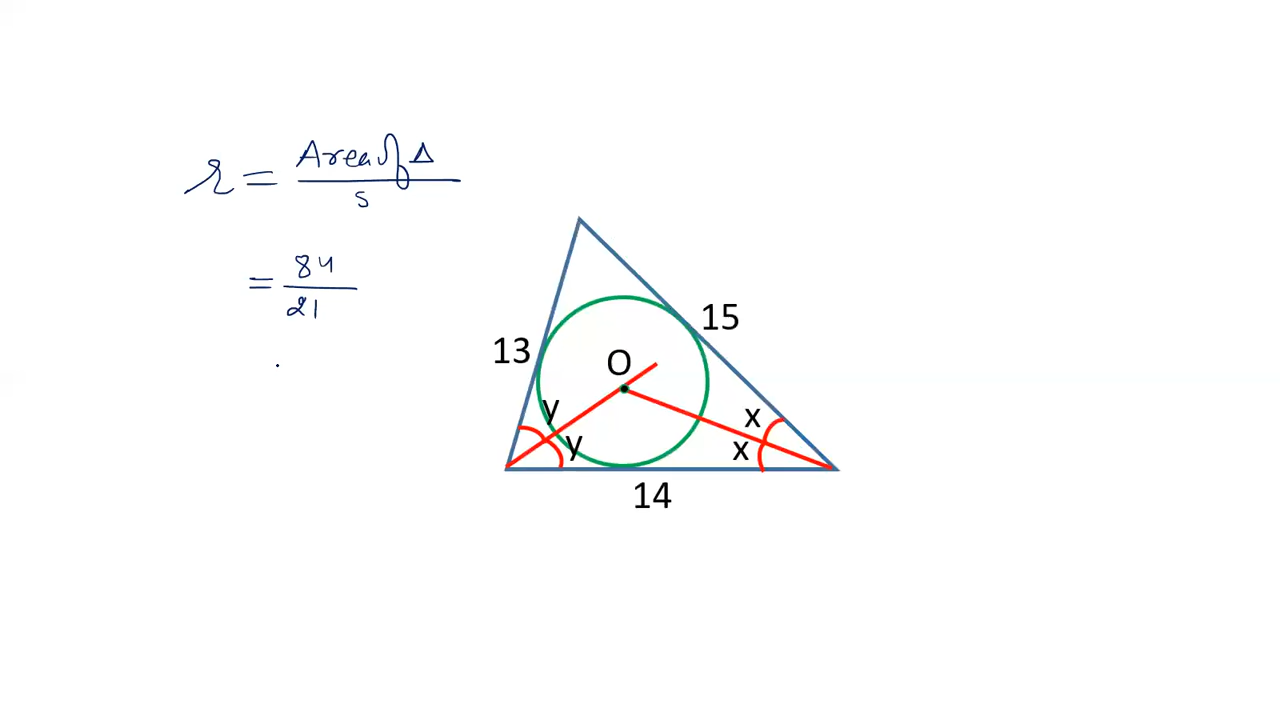 r = Area of Δ
s
= 84
21
15
13
O
y
x
y
x
14